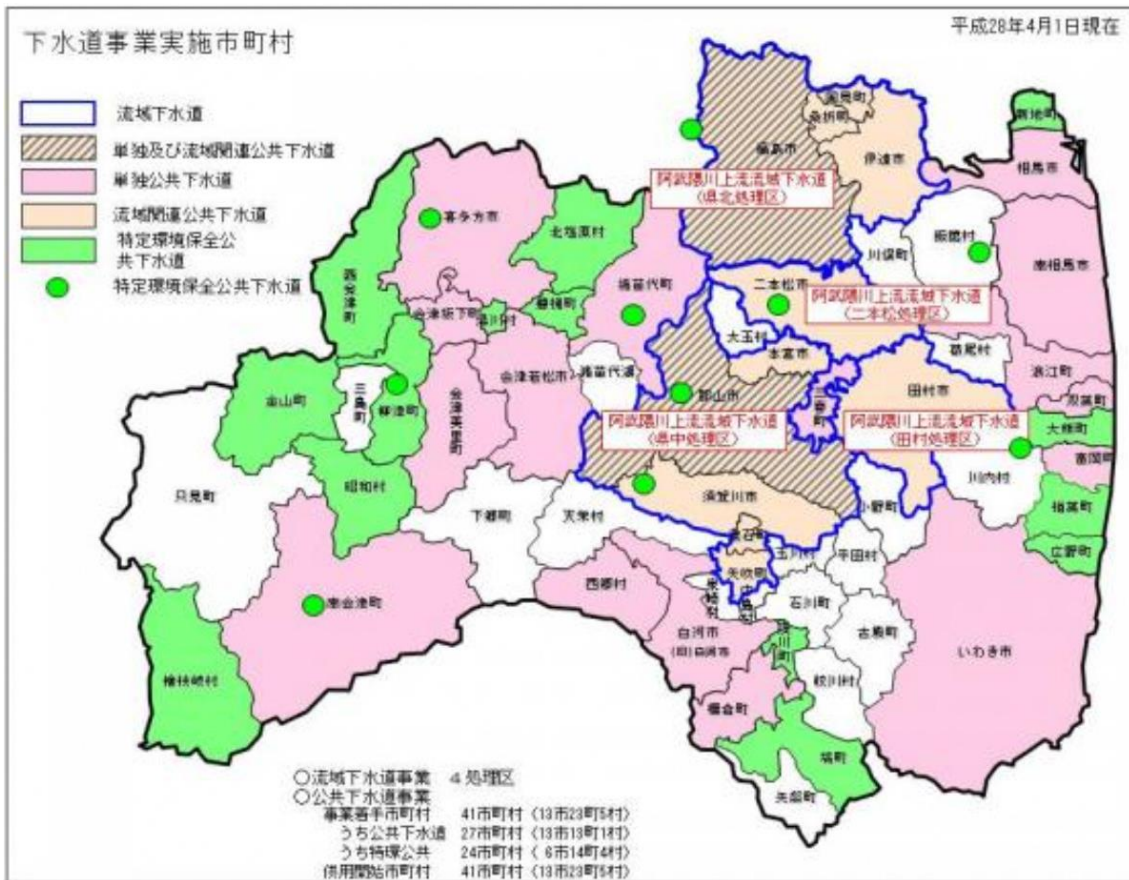 下水道事業実施市町村
平成28年4月1日現在
流域下水道
単独及び流域関連公共下水道
単独公共下水道
流域関連公共下水道
特定環境保全公
共下水道
特定環境保全公共下水道
国見町
桑折町
福島市
伊達市
新地町
相馬市
阿武隈川上流流域下水道
(県北処理区)
喜多方市
北塩原村
川俣町
飯舘村
南相馬市
西会津町
猪苗代町
二本松市
阿武隈川上流流域下水道
(二本松処理区)
会津坂下町
湯川村
磐梯町
大玉村
本宮市
葛尾村
浪江町
会津若松市
猪苗代湖
三島町
柳津町
金山町
会津美里町
郡山市
三春町
田村市
双葉町
大熊町
阿武隈川上流流域下水道
(県中処理区)
阿武隈川上流流域下水道
(田村処理区)
富岡町
川内村
只見町
昭和村
下郷町
天栄村
須賀川市
小野町
楢葉町
広野町
鏡石町
玉川村
平田村
矢吹町
泉崎村
中島村
石川町
西郷村
南会津町
白河市
(旧)白河市
浅川町
古殿町
いわき市
鮫川村
檜枝岐村
棚倉町
塙町
矢祭町
○流域下水道事業 4処理区
○公共下水道事業
事業着手市町村 41市町村(13市23町5村)
うち公共下水道 27市町村(13市13町1村)
うち特環公共 24市町村( 6市14町4村)
供用開始市町村 41市町村(13市23町5村)